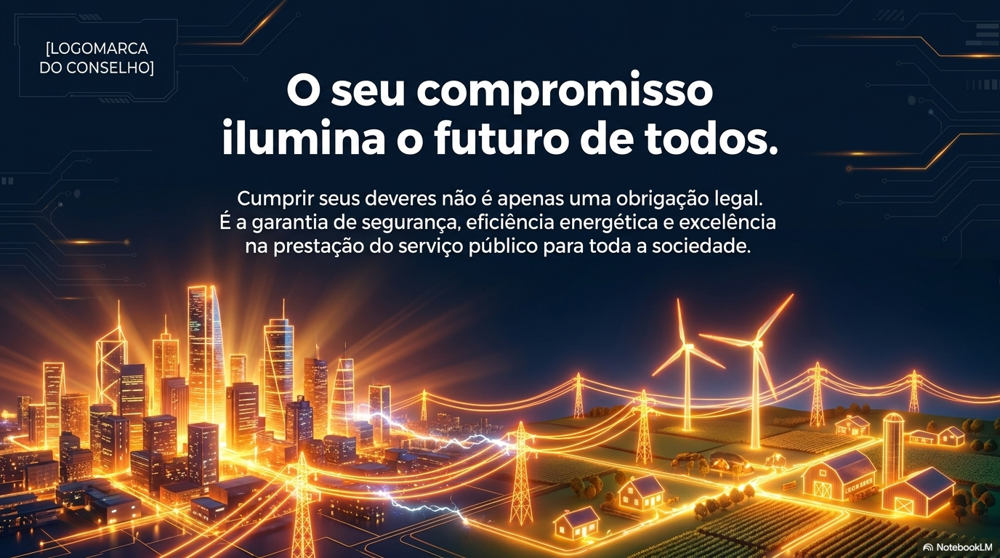 [LOGOMARCA
DO CONSELHO]
O seu compromisso
ilumina o futuro de todos.
Cumprir seus deveres não é apenas uma obrigação legal.
É a garantia de segurança, eficiência energética e excelência
na prestação do serviço público para toda a sociedade.
NotebookLM